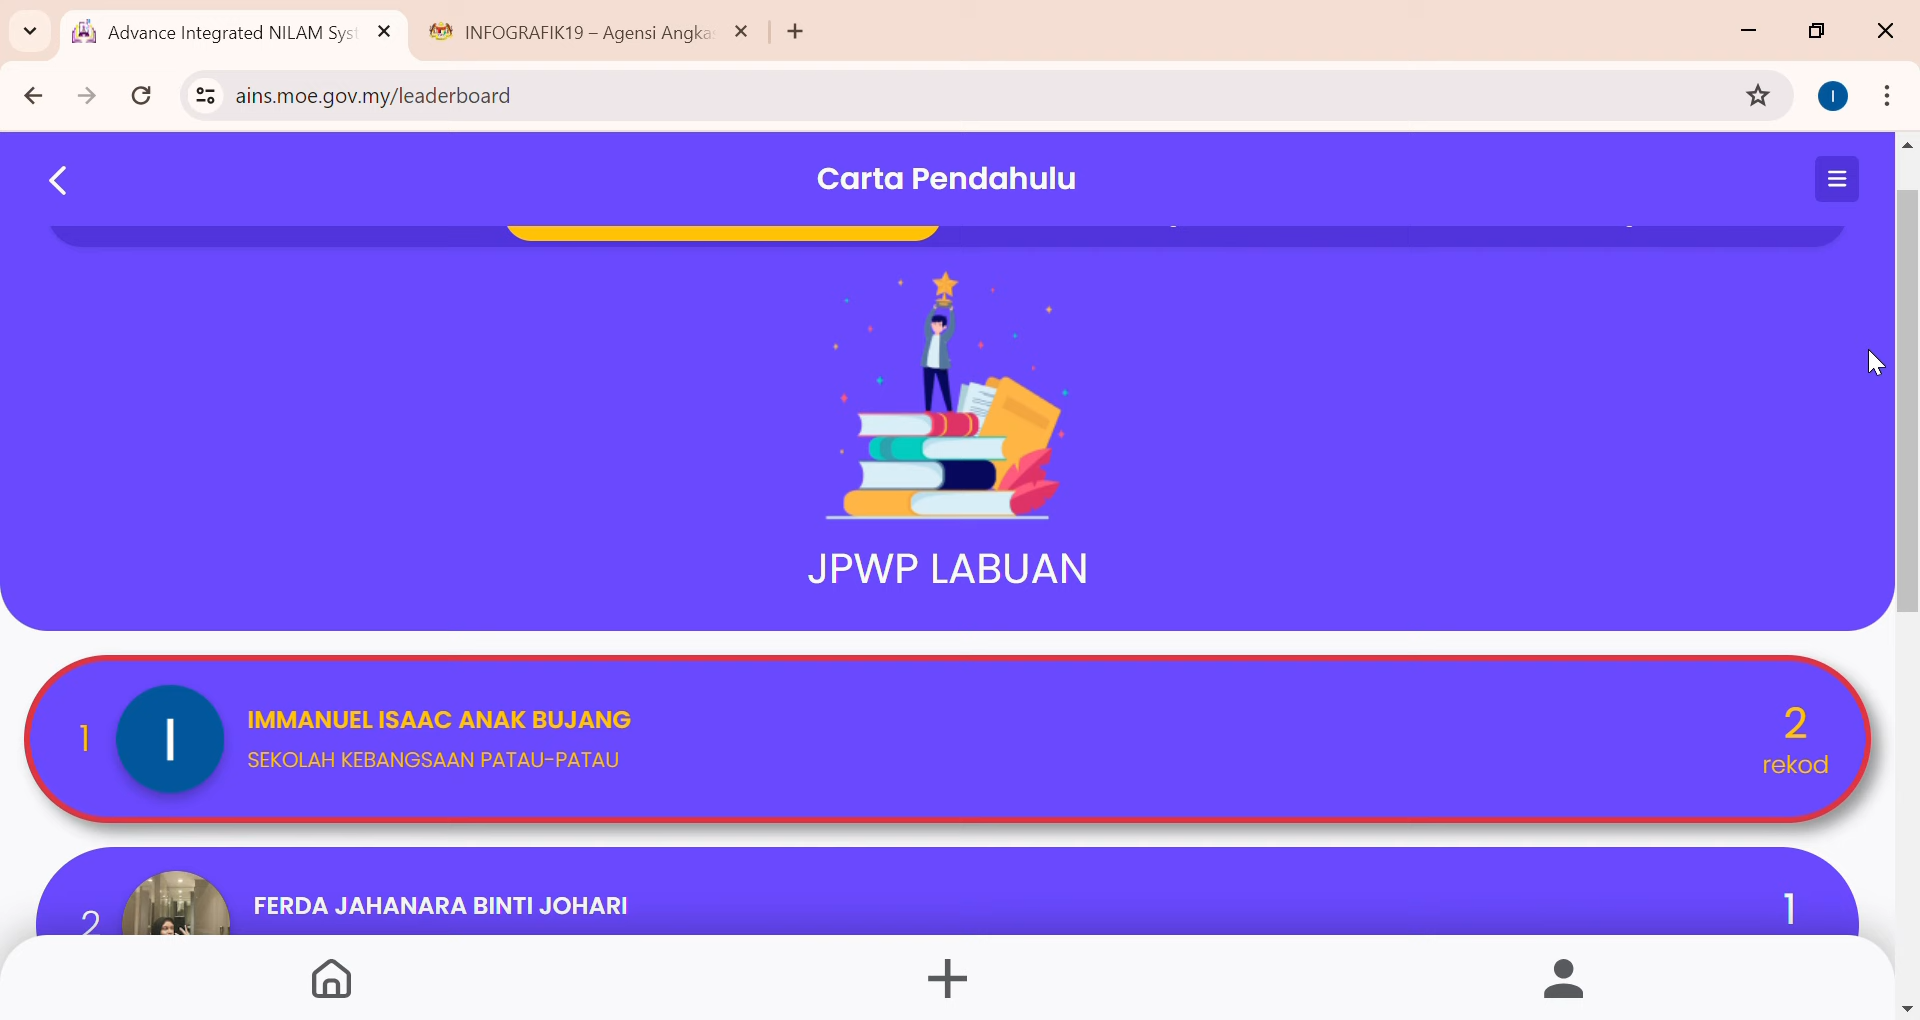 Advance Integrated NILAM Syst
INFOGRAFIK19 – Agensi Angka
ains.moe.gov.my/leaderboard
I
Carta Pendahulu
JPWP LABUAN
1
I
IMMANUEL ISAAC ANAK BUJANG
SEKOLAH KEBANGSAAN PATAU-PATAU
2
rekod
2
FERDA JAHANARA BINTI JOHARI
1